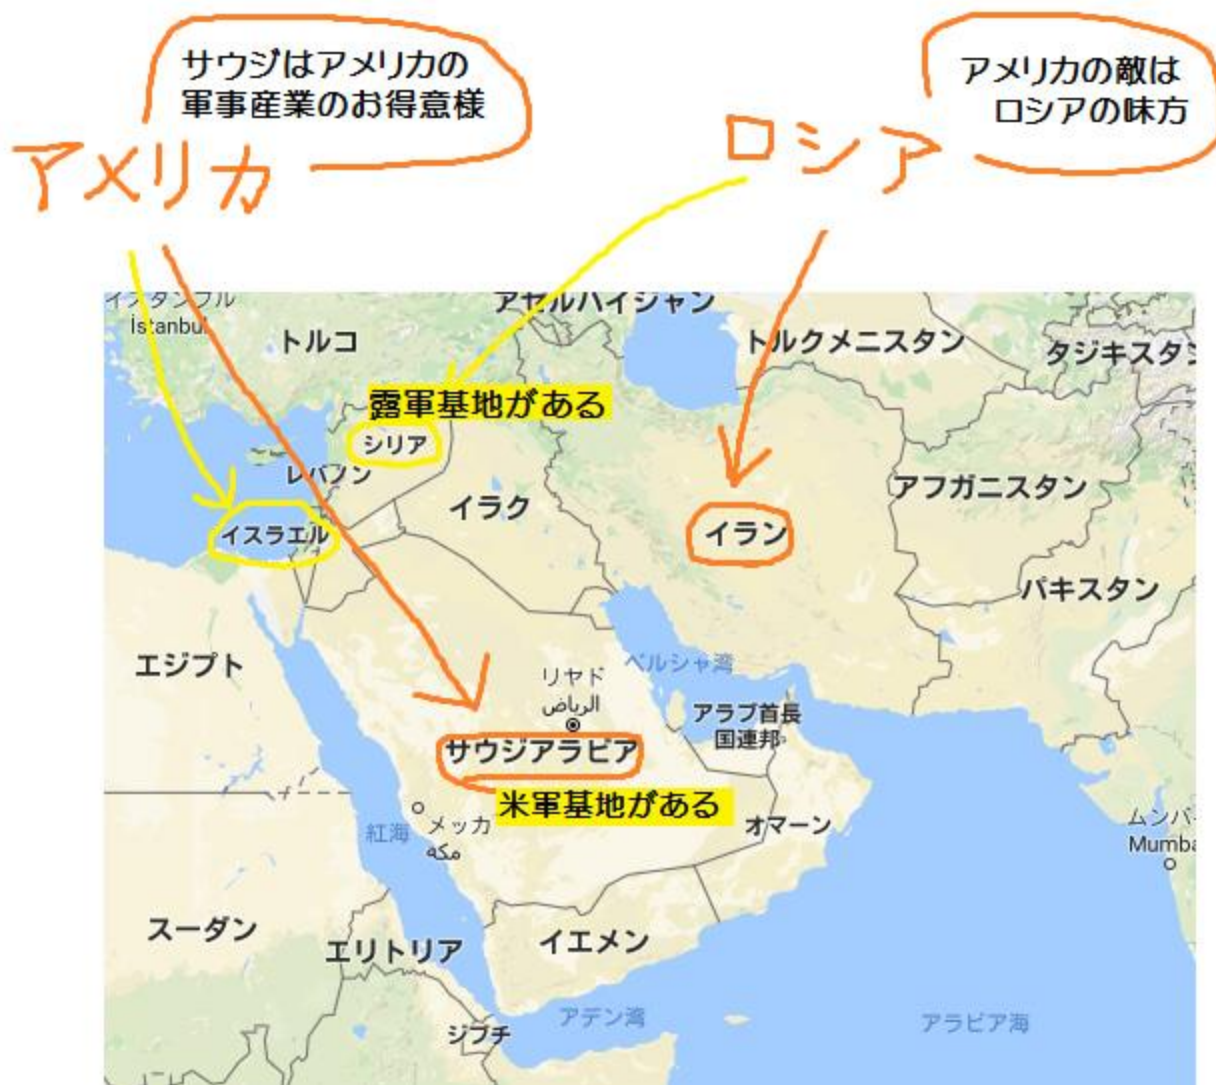 サウジはアメリカの
軍事産業のお得意様
アメリカの敵は
ロシアの味方
アメリカ
ロシア
イスタンブル
İstanbul
アゼルバイジャン
トルコ
トルクメニスタン
タジキスタン
露軍基地がある
シリア
レバノン
イラク
アフガニスタン
イスラエル
イラン
パキスタン
エジプト
ペルシャ湾
リヤド
الرياض
アラブ首長
国連邦
サウジアラビア
米軍基地がある
メッカ
مكة
紅海
オマーン
ムンバイ
Mumba
スーダン
エリトリア
イエメン
ジブチ
アデン湾
アラビア海